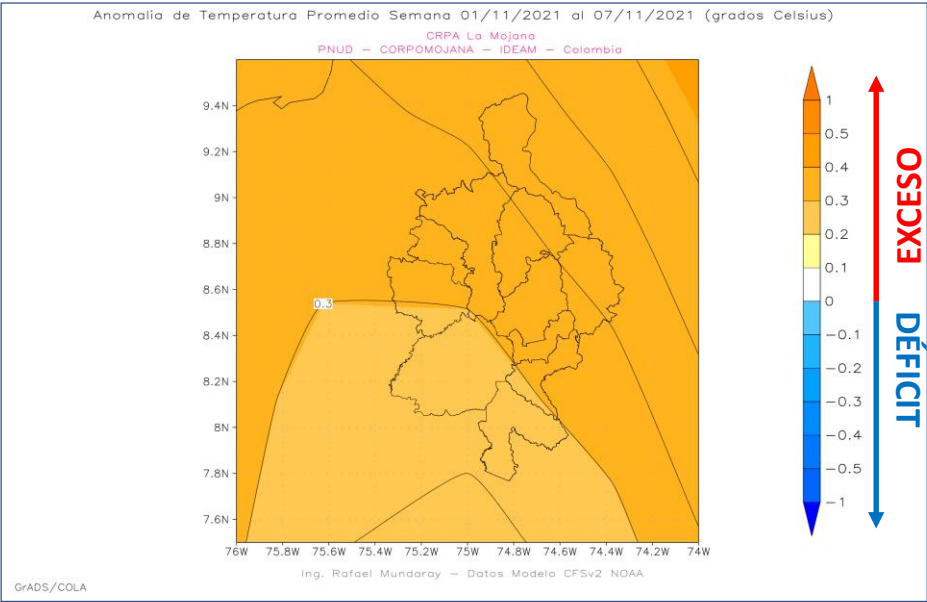 Anomalia de Temperatura Promedio Semana 01/11/2021 al 07/11/2021 (grados Celsius)
CRPA La Mojana
PNUD — CORPOMOJANA — IDEAM — Colombia
9.4N
9.2N
9N
8.8N
8.6N
8.4N
8.2N
8N
7.8N
7.6N
0.3
76W 75.8W 75.6W 75.4W 75.2W 75W 74.8W 74.6W 74.4W 74.2W 74W
1
0.5
0.4
0.3
0.2
0.1
0
−0.1
−0.2
−0.3
−0.4
−0.5
−1
EXCESO
DÉFICIT
Ing. Rafael Mundaray — Datos Modelo CFSv2 NOAA
GrADS/COLA